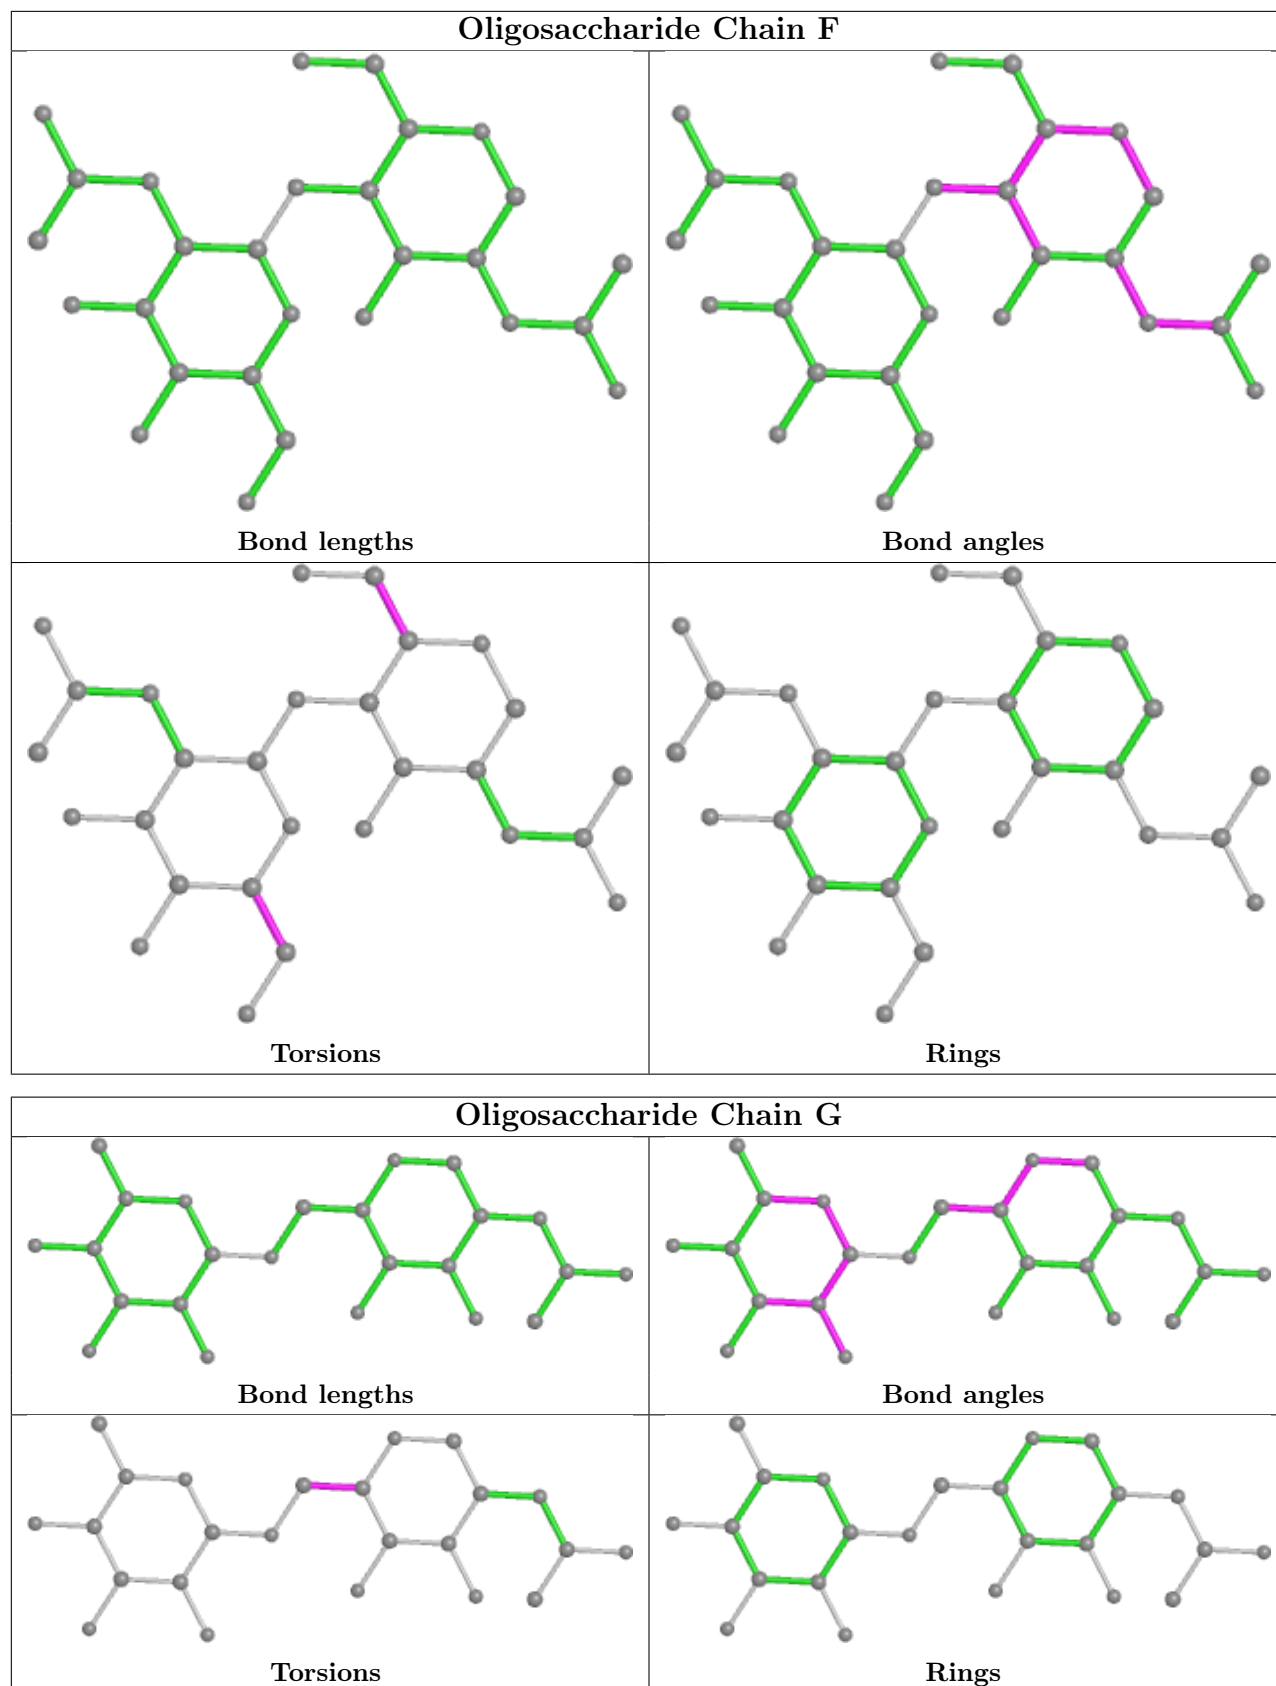 Oligosaccharide Chain F
Bond lengths
Bond angles
Torsions
Rings
Oligosaccharide Chain G
Bond lengths
Bond angles
Torsions
Rings